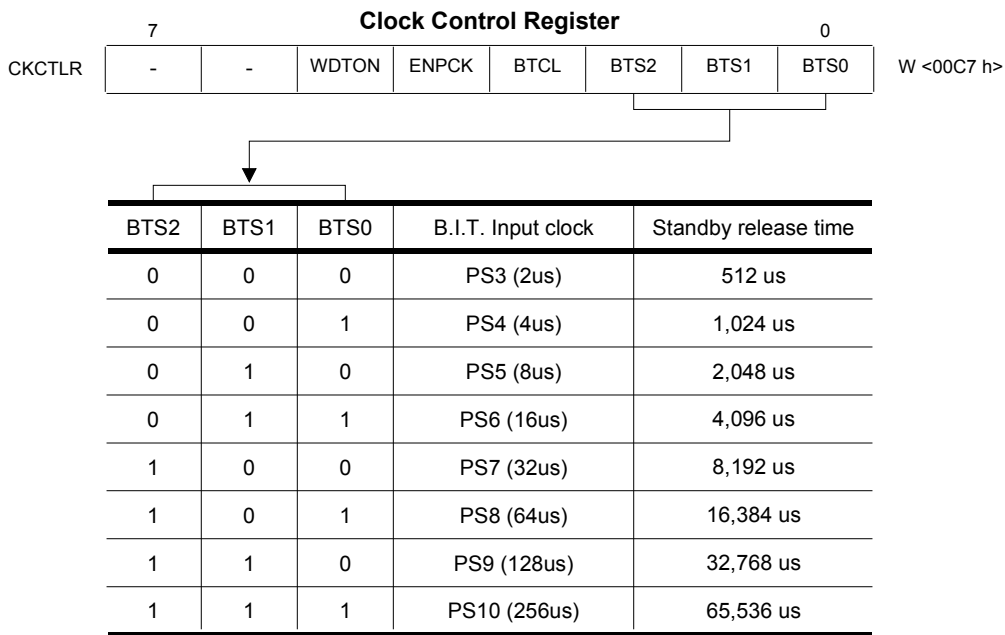 Clock Control Register
7 0
CKCTLR - - WDTON ENPCK BTCL BTS2 BTS1 BTS0 W <00C7 h>
BTS2 BTS1 BTS0 B.I.T. Input clock Standby release time
0 0 0 PS3 (2us) 512 us
0 0 1 PS4 (4us) 1,024 us
0 1 0 PS5 (8us) 2,048 us
0 1 1 PS6 (16us) 4,096 us
1 0 0 PS7 (32us) 8,192 us
1 0 1 PS8 (64us) 16,384 us
1 1 0 PS9 (128us) 32,768 us
1 1 1 PS10 (256us) 65,536 us